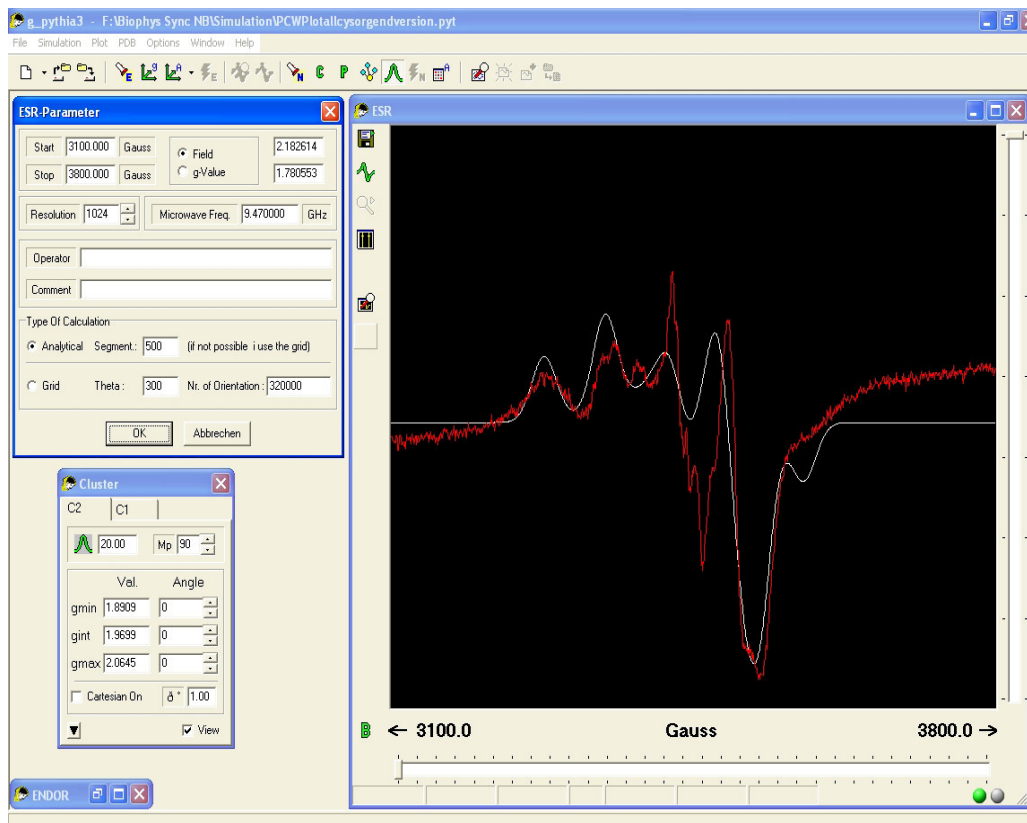 g_pythia3 - F:\Biophys Sync NB\Simulation\PCWPlotallcysorgendversion.pyt
File Simulation Plot PDB Options Window Help
E g A E N C P N A
ESR-Parameter
Start 3100.000 Gauss Field 2.182614
Stop 3800.000 Gauss g-Value 1.780553
Resolution 1024 Microwave Freq. 9.470000 GHz
Operator
Comment
Type Of Calculation
Analytical Segment.: 500 (if not possible i use the grid)
Grid Theta : 300 Nr. of Orientation : 320000
OK Abbrechen
ESR
B ← 3100.0 Gauss 3800.0 →
Cluster
C2 C1
20.00 Mp 90
Val. Angle
gmin 1.8909 0
gint 1.9699 0
gmax 2.0645 0
Cartesian On ð * 1.00
View
ENDOR